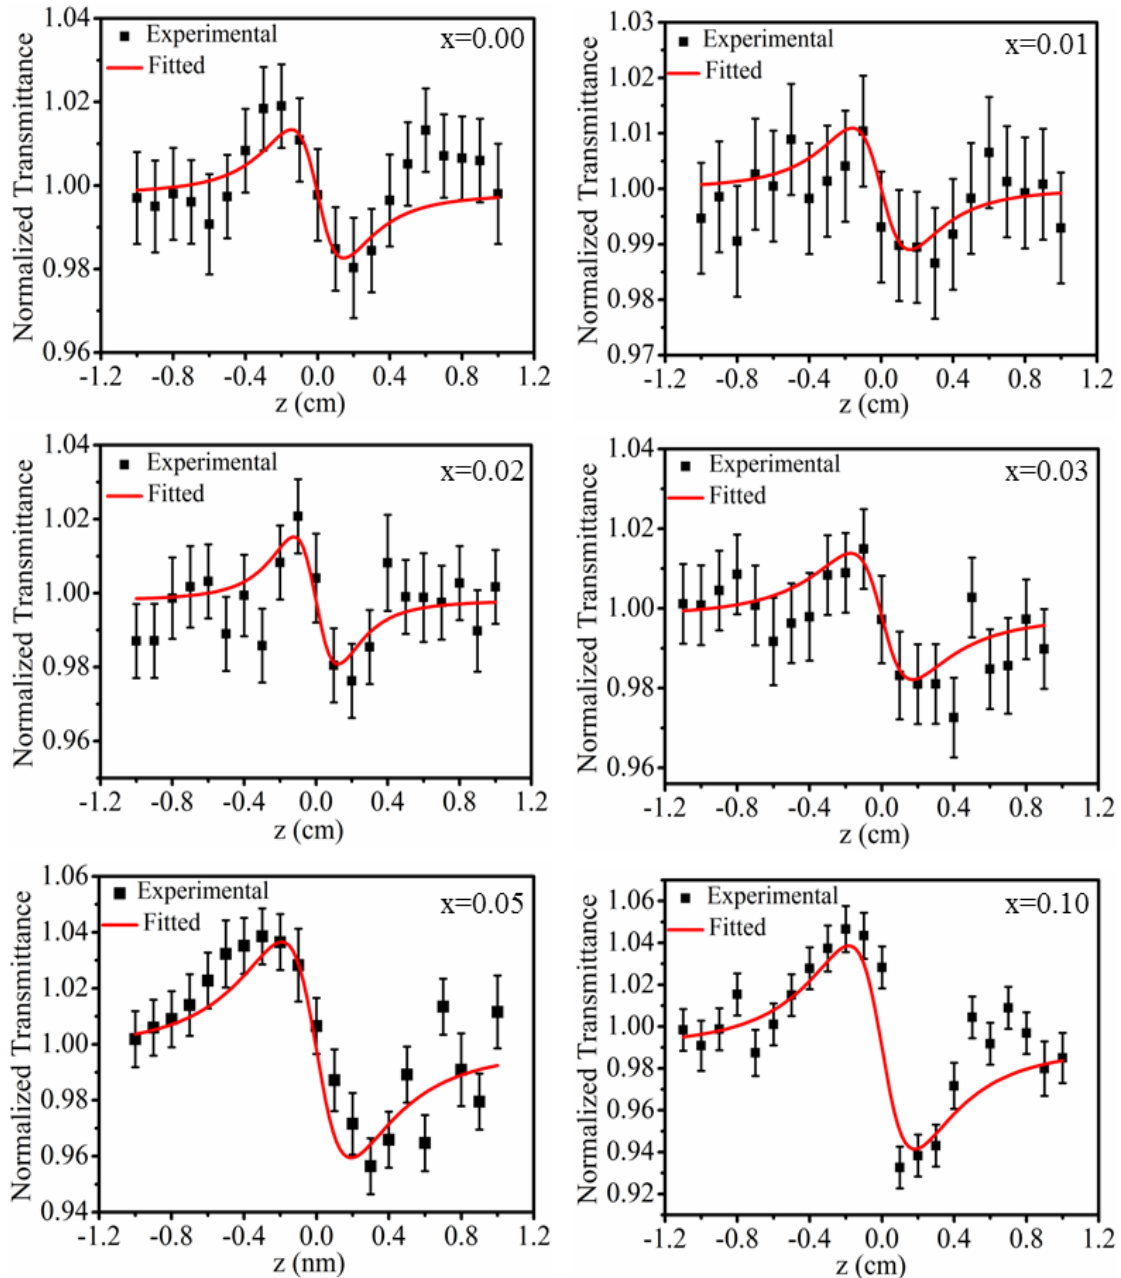 Normalized Transmittance
1.04
1.02
1.00
0.98
0.96
Experimental
Fitted
x=0.00
-1.2 -0.8 -0.4 0.0 0.4 0.8 1.2
z (cm)
Normalized Transmittance
1.03
1.02
1.01
1.00
0.99
0.98
0.97
Experimental
Fitted
x=0.01
-1.2 -0.8 -0.4 0.0 0.4 0.8 1.2
z (cm)
Normalized Transmittance
1.04
1.02
1.00
0.98
0.96
Experimental
Fitted
x=0.02
-1.2 -0.8 -0.4 0.0 0.4 0.8 1.2
z (cm)
Normalized Transmittance
1.04
1.02
1.00
0.98
0.96
Experimental
Fitted
x=0.03
-1.2 -0.8 -0.4 0.0 0.4 0.8 1.2
z (cm)
Normalized Transmittance
1.06
1.04
1.02
1.00
0.98
0.96
0.94
Experimental
Fitted
x=0.05
-1.2 -0.8 -0.4 0.0 0.4 0.8 1.2
z (nm)
Normalized Transmittance
1.06
1.04
1.02
1.00
0.98
0.96
0.94
0.92
Experimental
Fitted
x=0.10
-1.2 -0.8 -0.4 0.0 0.4 0.8 1.2
z (cm)